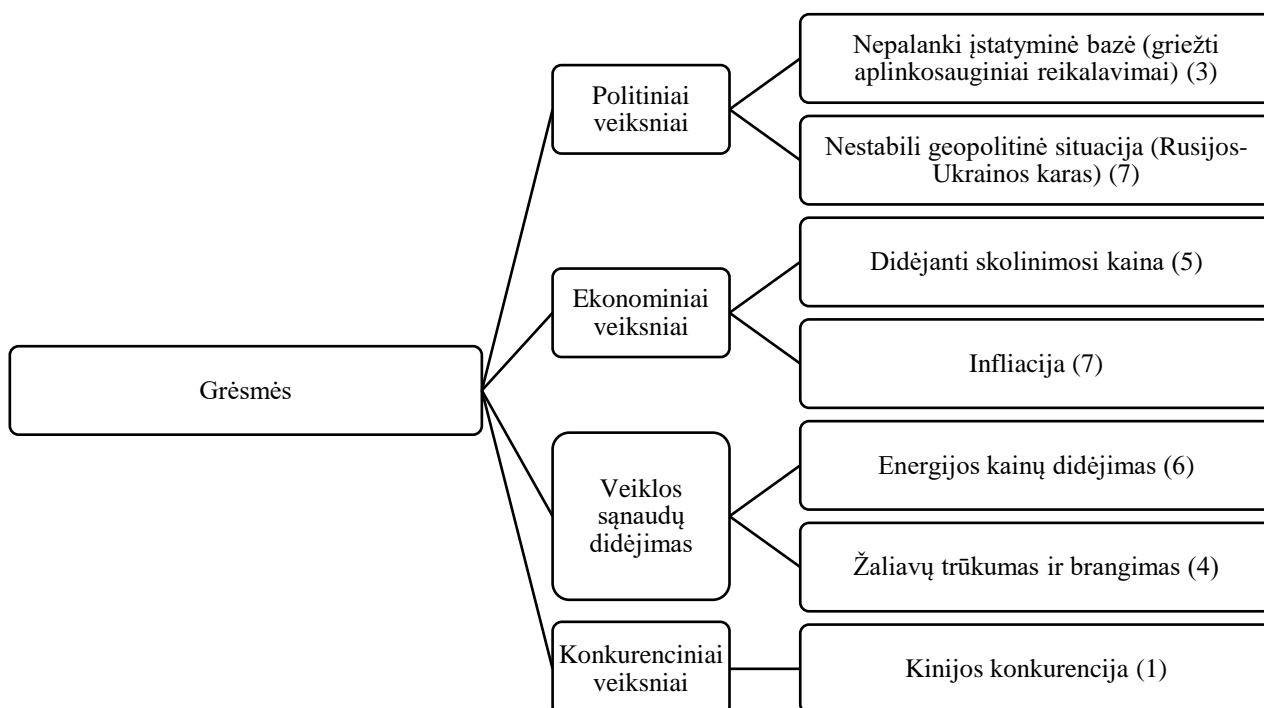 Grėsmės
Politiniai
veiksniai
Nepalanki įstatyminė bazė (griežti
aplinkosauginiai reikalavimai) (3)
Nestabili geopolitinė situacija (Rusijos-
Ukrainos karas) (7)
Ekonominiai
veiksniai
Didėjanti skolinimosi kaina (5)
Infliacija (7)
Veiklos
sąnaudų
didėjimas
Energijos kainų didėjimas (6)
Žaliavų trūkumas ir brangimas (4)
Konkurenciniai
veiksniai
Kinijos konkurencija (1)